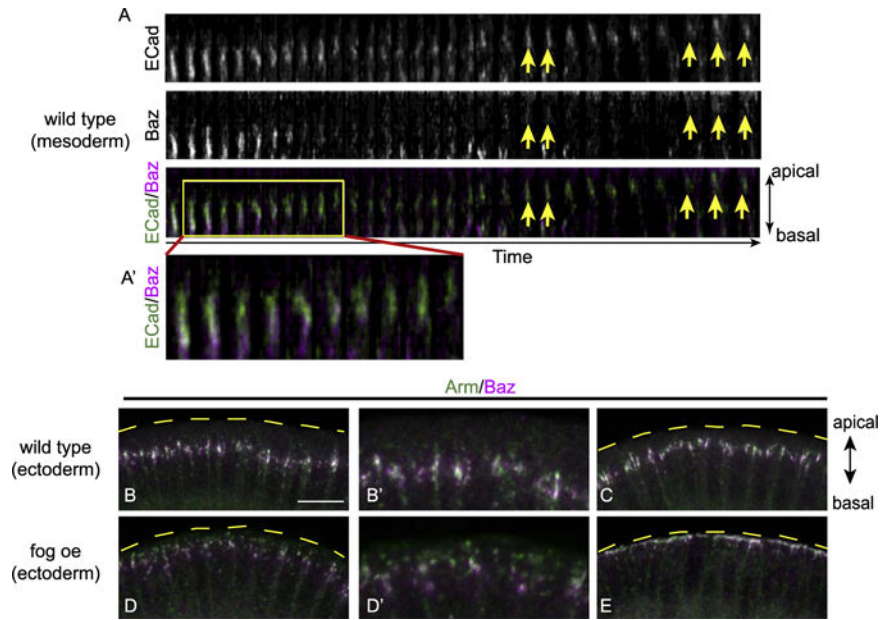 A
ECad
wild type
(mesoderm)
Baz
ECad/Baz
apical
basal
Time
A'
ECad/Baz
Arm/Baz
wild type
(ectoderm)
B
B'
C
apical
basal
fog oe
(ectoderm)
D
D'
E